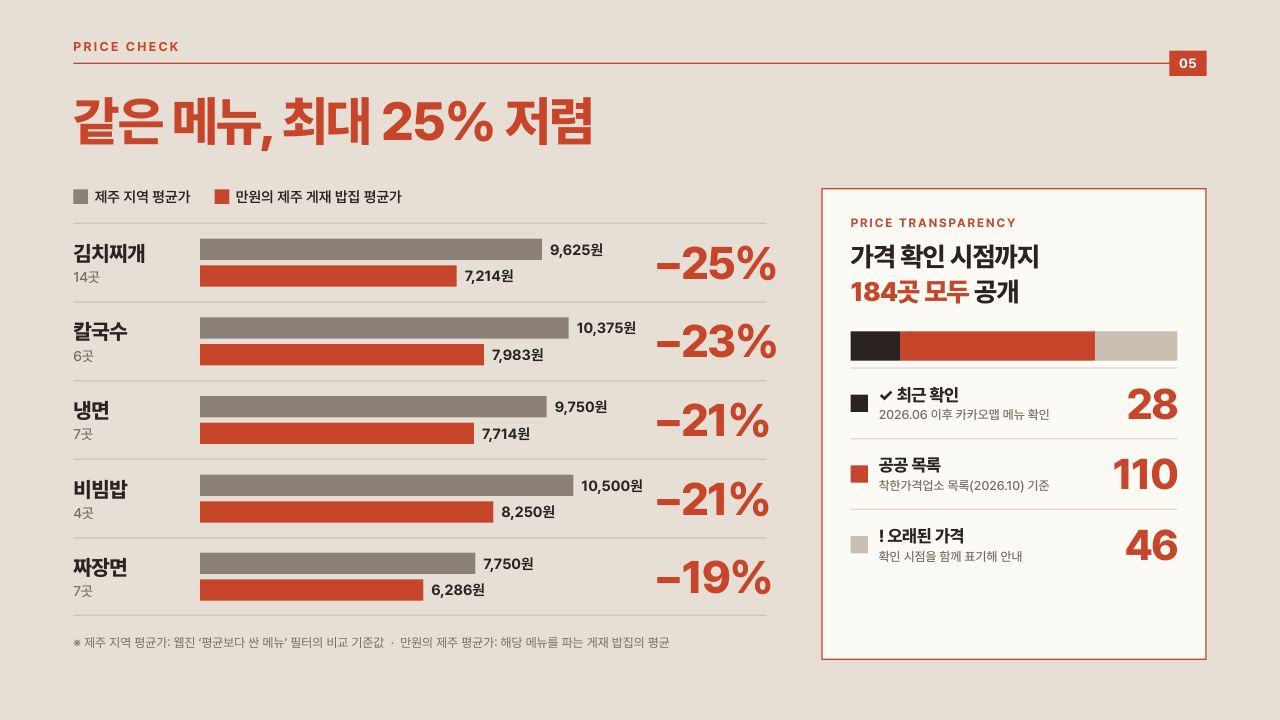 PRICE CHECK
05
같은 메뉴, 최대 25% 저렴
제주 지역 평균가
만원의 제주 게재 밥집 평균가
김치찌개
14곳
9,625원
7,214원
−25%
칼국수
6곳
10,375원
7,983원
−23%
냉면
7곳
9,750원
7,714원
−21%
비빔밥
4곳
10,500원
8,250원
−21%
짜장면
7곳
7,750원
6,286원
−19%
※ 제주 지역 평균가: 웹진 ‘평균보다 싼 메뉴’ 필터의 비교 기준값 · 만원의 제주 평균가: 해당 메뉴를 파는 게재 밥집의 평균
PRICE TRANSPARENCY
가격 확인 시점까지
184곳 모두 공개
✓ 최근 확인
2026.06 이후 카카오맵 메뉴 확인
28
공공 목록
착한가격업소 목록(2026.10) 기준
110
! 오래된 가격
확인 시점을 함께 표기해 안내
46